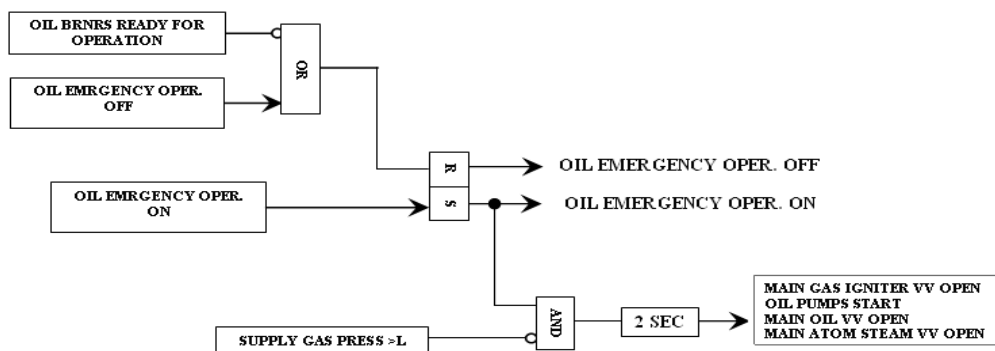 OIL BRNRS READY FOR
OPERATION
OR
OIL EMRGENCY OPER.
OFF
R
OIL EMERGENCY OPER. OFF
OIL EMRGENCY OPER.
ON
S
OIL EMERGENCY OPER. ON
MAIN GAS IGNITER VV OPEN
OIL PUMPS START
MAIN OIL VV OPEN
MAIN ATOM STEAM VV OPEN
AND
2 SEC
SUPPLY GAS PRESS >L